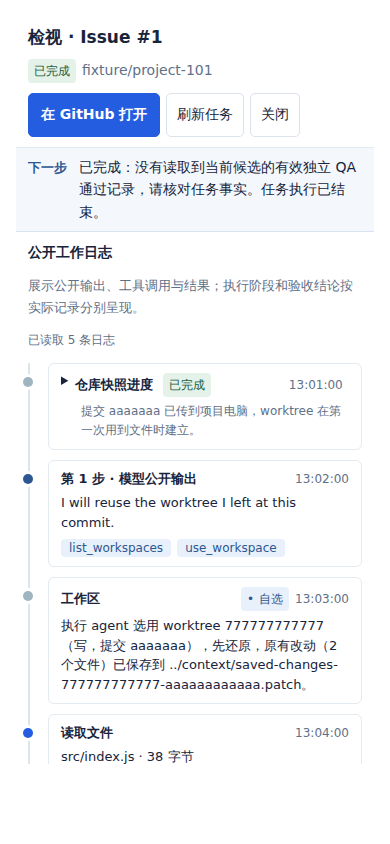 检视 · Issue #1
已完成 fixture/project-101
在 GitHub 打开 刷新任务 关闭
下一步 已完成：没有读取到当前候选的有效独立 QA
通过记录，请核对任务事实。任务执行已结
束。
公开工作日志
展示公开输出、工具调用与结果；执行阶段和验收结论按
实际记录分别呈现。
已读取 5 条日志
仓库快照进度 已完成 13:01:00
提交 aaaaaaa 已传到项目电脑，worktree 在第
一次用到文件时建立。
第 1 步 · 模型公开输出 13:02:00
I will reuse the worktree I left at this
commit.
list_workspaces use_workspace
工作区 • 自选 13:03:00
执行 agent 选用 worktree 777777777777
（写，提交 aaaaaaa），先还原，原有改动（2
个文件）已保存到 ../context/saved-changes-
777777777777-aaaaaaaaaaaa.patch。
读取文件 13:04:00
src/index.js · 38 字节